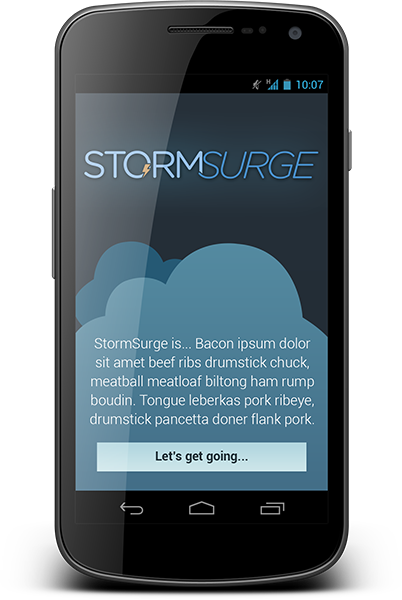 10:07
STORMSURGE
StormSurge is... Bacon ipsum dolor
sit amet beef ribs drumstick chuck,
meatball meatloaf biltong ham rump
boudin. Tongue leberkas pork ribeye,
drumstick pancetta doner flank pork.
Let's get going...